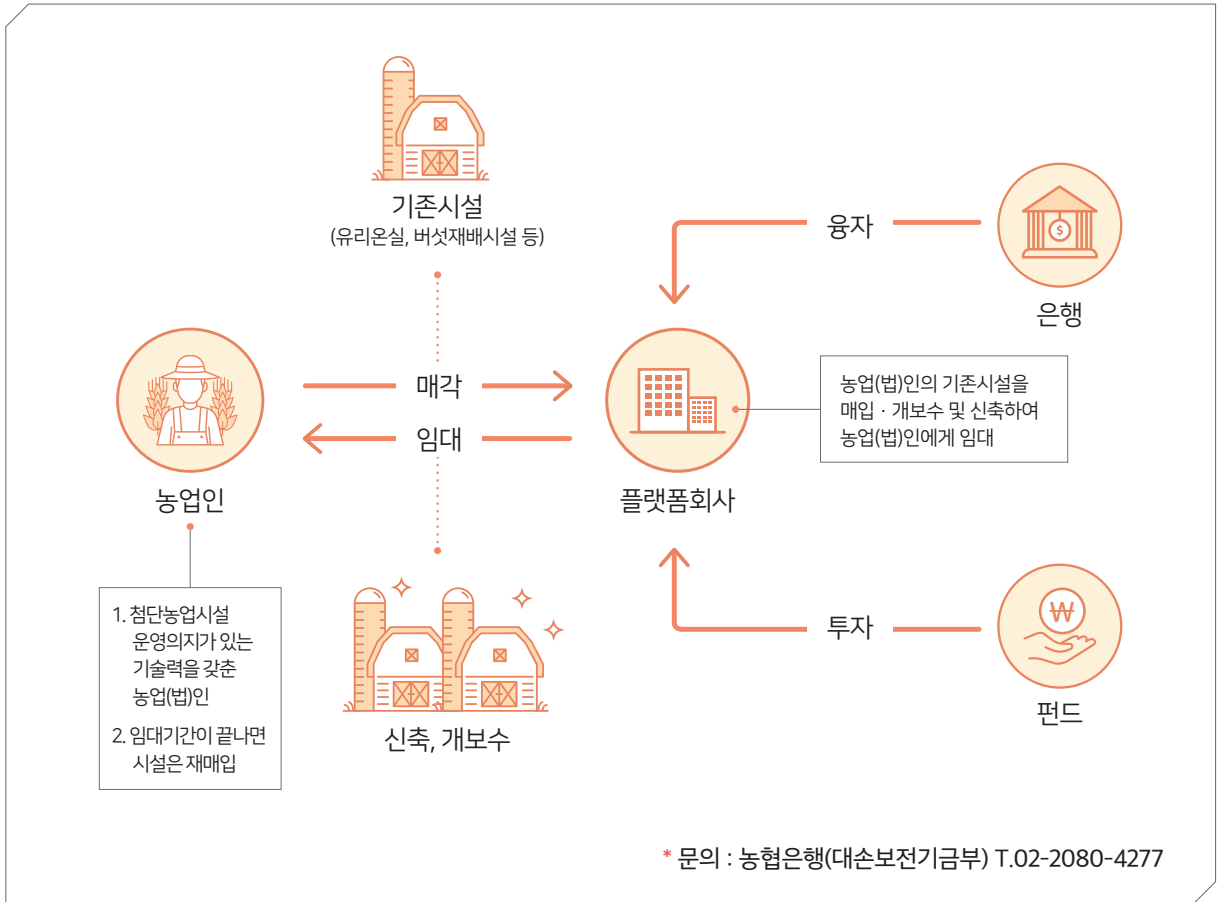 기존시설
(유리온실, 버섯재배시설 등)
융자
은행
매각
임대
농업인
플랫폼회사
농업(법)인의 기존시설을
매입 · 개보수 및 신축하여
농업(법)인에게 임대
1. 첨단농업시설
운영의지가 있는
기술력을 갖춘
농업(법)인
2. 임대기간이 끝나면
시설은 재매입
신축, 개보수
투자
₩
펀드
* 문의 : 농협은행(대손보전기금부) T.02-2080-4277